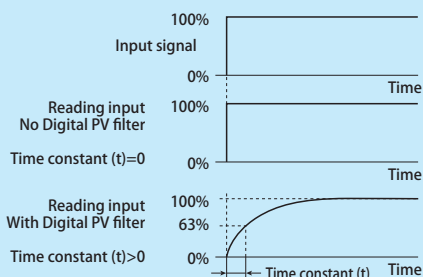 100%
Input signal
0%
Time
Reading input
No Digital PV filter
100%
Time constant (t)=0
0%
Time
Reading input
With Digital PV filter
100%
63%
Time constant (t)>0
0%
Time constant (t)
Time